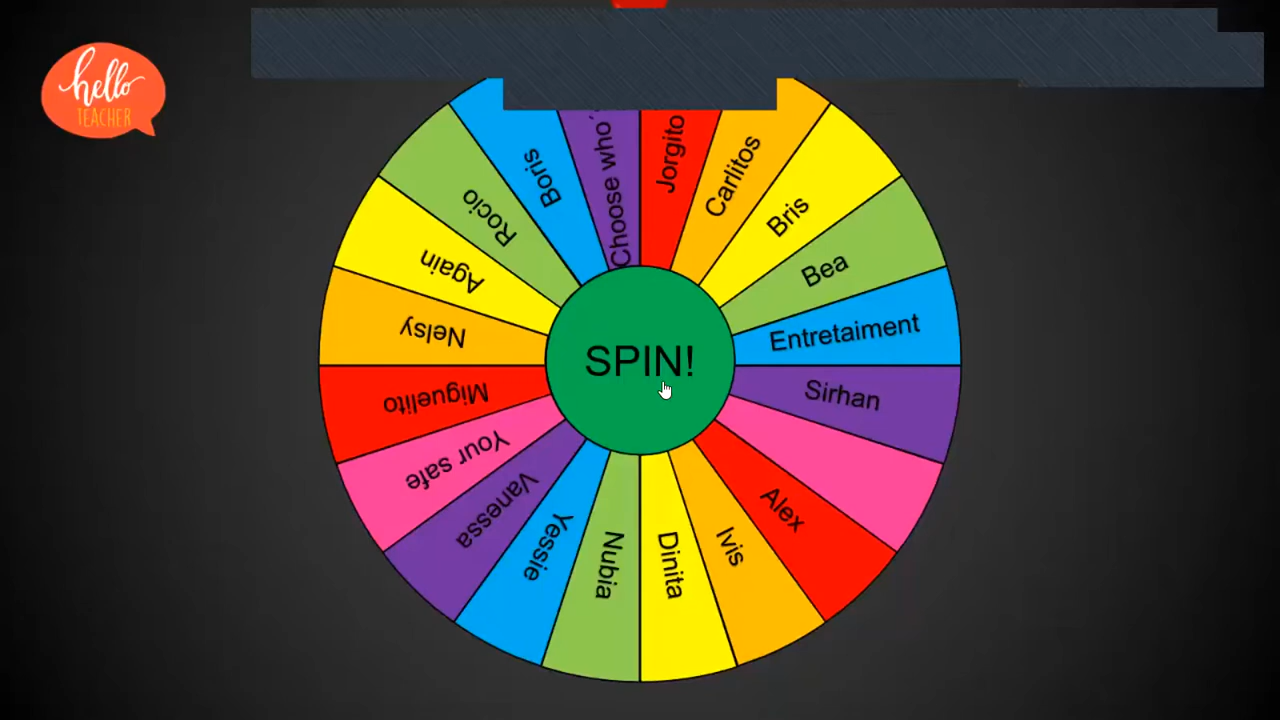 hello
TEACHER
Choose who'
Jorgito
Carlitos
Bris
Bea
Entretaiment
Sirhan
Alex
Ivis
Dinita
Nubia
Yessie
Vanessa
Your safe
Miguelito
Nelsy
Again
Rocio
Boris
SPIN!